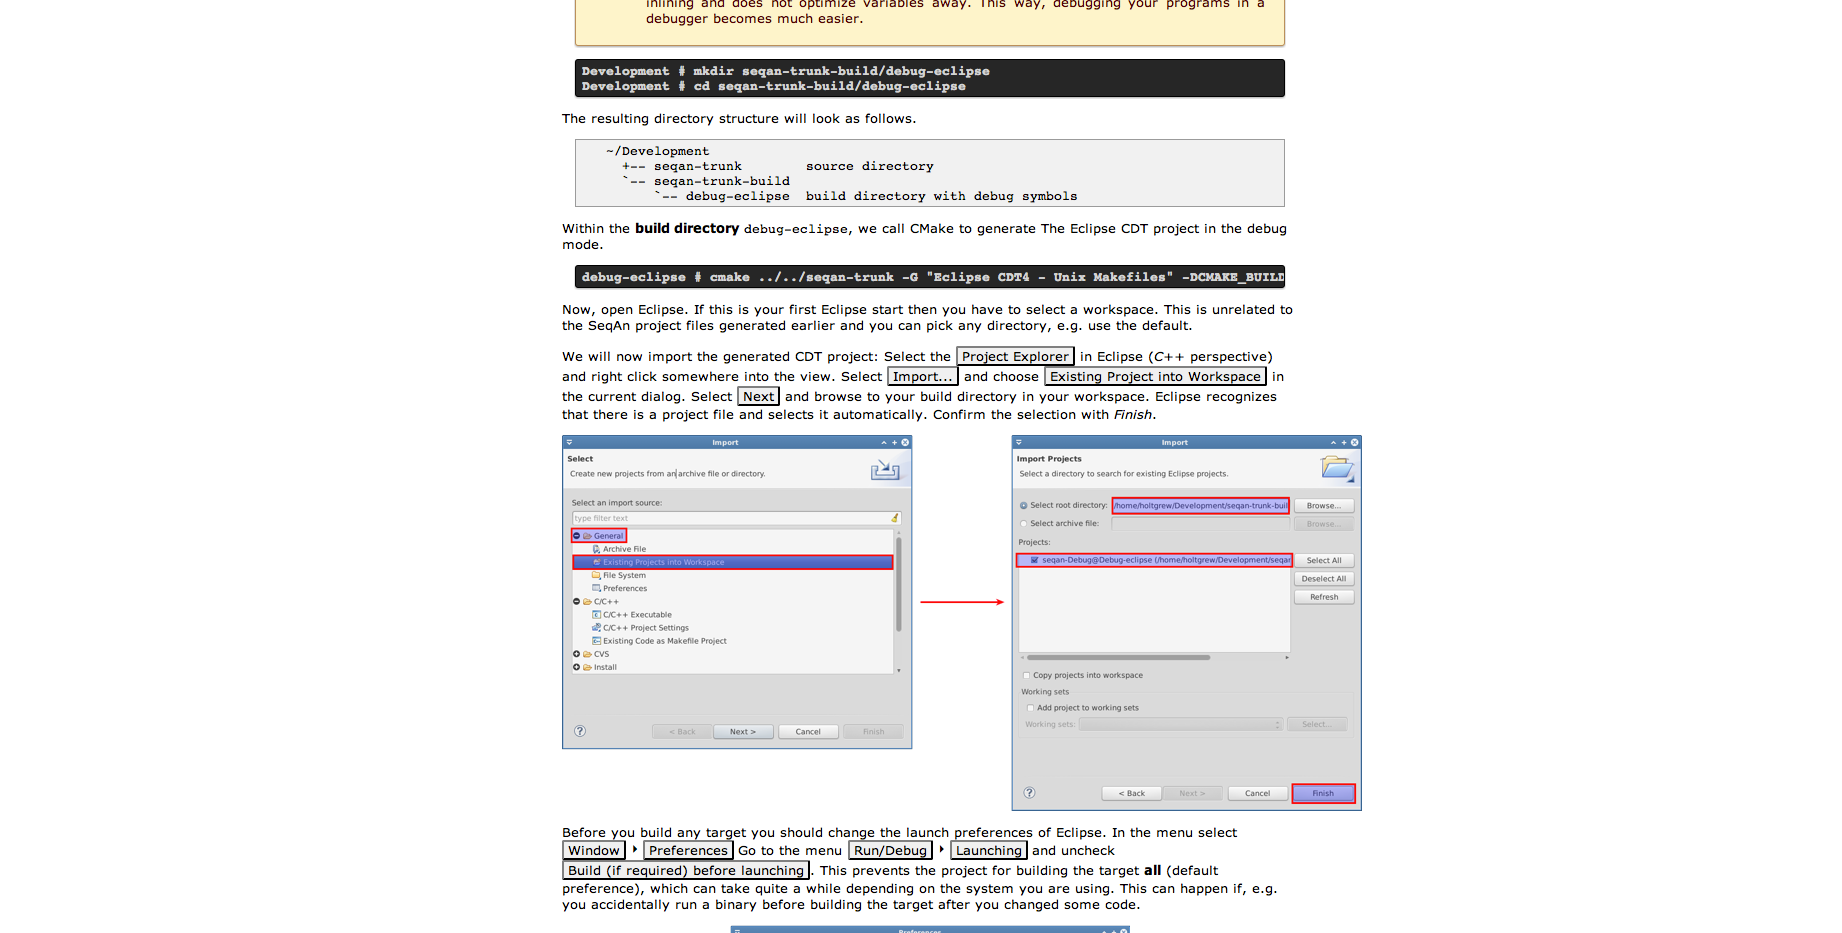 inlining and does not optimize variables away. This way, debugging your programs in a
debugger becomes much easier.
Development # mkdir seqan-trunk-build/debug-eclipse
Development # cd seqan-trunk-build/debug-eclipse
The resulting directory structure will look as follows.
~/Development
+-- seqan-trunk source directory
`-- seqan-trunk-build
`-- debug-eclipse build directory with debug symbols
Within the build directory debug-eclipse, we call CMake to generate The Eclipse CDT project in the debug
mode.
debug-eclipse # cmake ../../seqan-trunk -G "Eclipse CDT4 - Unix Makefiles" -DCMAKE_BUILD
Now, open Eclipse. If this is your first Eclipse start then you have to select a workspace. This is unrelated to
the SeqAn project files generated earlier and you can pick any directory, e.g. use the default.
We will now import the generated CDT project: Select the Project Explorer in Eclipse (C++ perspective)
and right click somewhere into the view. Select Import... and choose Existing Project into Workspace in
the current dialog. Select Next and browse to your build directory in your workspace. Eclipse recognizes
that there is a project file and selects it automatically. Confirm the selection with Finish.
Import
Select
Create new projects from an archive file or directory.
Select an import source:
type filter text
General
Archive File
Existing Projects into Workspace
File System
Preferences
C/C++
C/C++ Executable
C/C++ Project Settings
Existing Code as Makefile Project
CVS
Install
< Back Next > Cancel Finish
Import
Import Projects
Select a directory to search for existing Eclipse projects.
Select root directory: /home/holtgrew/Development/seqan-trunk-buil Browse...
Select archive file: Browse...
Projects:
seqan-Debug@Debug-eclipse (/home/holtgrew/Development/seqan Select All
Deselect All
Refresh
Copy projects into workspace
Working sets
Add project to working sets
Working sets: Select...
< Back Next > Cancel Finish
Before you build any target you should change the launch preferences of Eclipse. In the menu select
Window Preferences Go to the menu Run/Debug Launching and uncheck
Build (if required) before launching. This prevents the project for building the target all (default
preference), which can take quite a while depending on the system you are using. This can happen if, e.g.
you accidentally run a binary before building the target after you changed some code.
Preferences